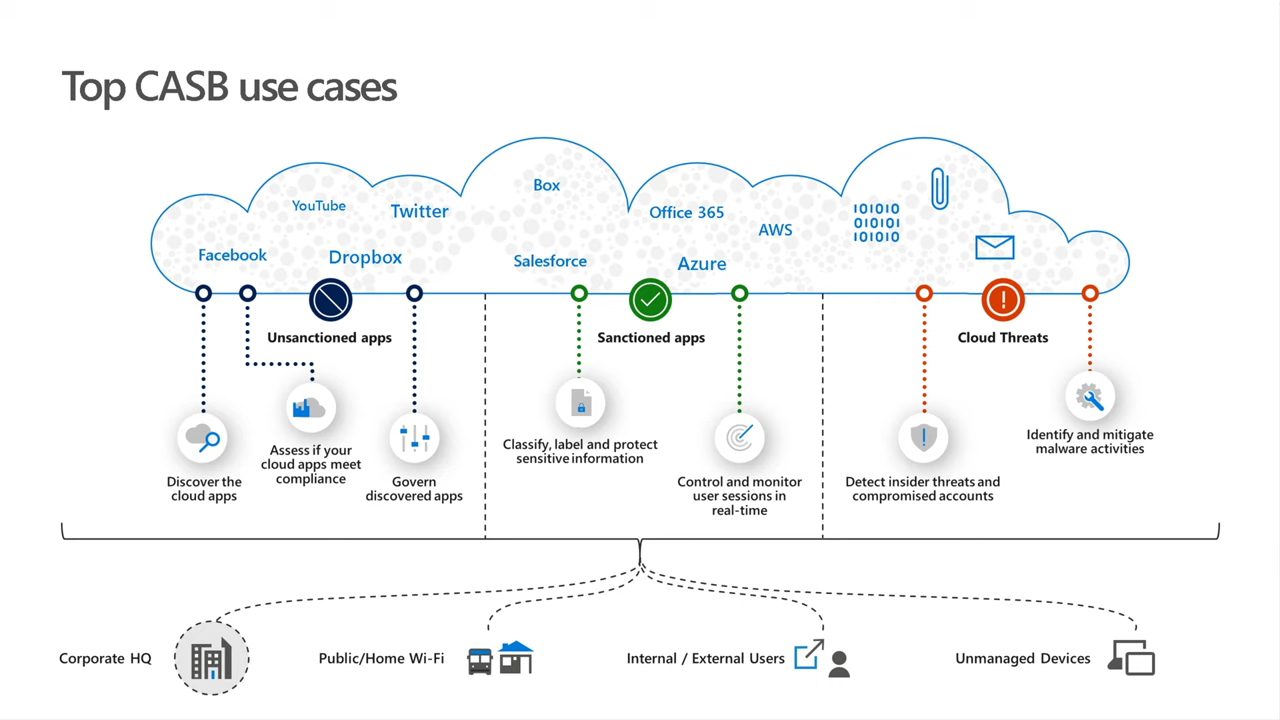 Top CASB use cases
Box
YouTube
Twitter
Office 365
AWS
101010
010101
101010
Facebook
Dropbox
Salesforce
Azure
Unsanctioned apps
Sanctioned apps
Cloud Threats
Discover the
cloud apps
Assess if your
cloud apps meet
compliance
Govern
discovered apps
Classify, label and protect
sensitive information
Control and monitor
user sessions in
real-time
Detect insider threats and
compromised accounts
Identify and mitigate
malware activities
Corporate HQ
Public/Home Wi-Fi
Internal / External Users
Unmanaged Devices